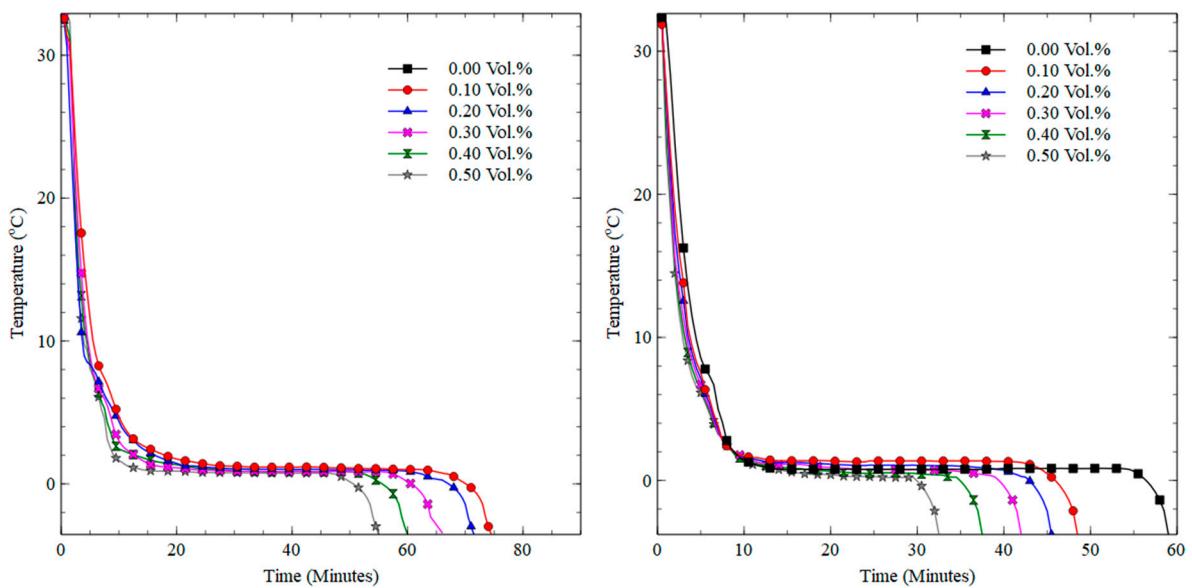 30
20
10
0
Temperature (°C)
0.00 Vol.%
0.10 Vol.%
0.20 Vol.%
0.30 Vol.%
0.40 Vol.%
0.50 Vol.%
0 20 40 60 80
Time (Minutes)
30
20
10
0
Temperature (°C)
0.00 Vol.%
0.10 Vol.%
0.20 Vol.%
0.30 Vol.%
0.40 Vol.%
0.50 Vol.%
0 10 20 30 40 50 60
Time (Minutes)